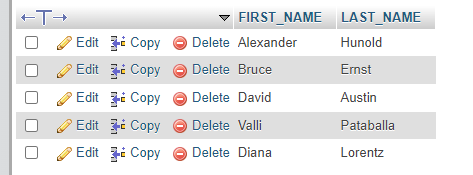 FIRST_NAME LAST_NAME
Edit Copy Delete Alexander Hunold
Edit Copy Delete Bruce Ernst
Edit Copy Delete David Austin
Edit Copy Delete Valli Pataballa
Edit Copy Delete Diana Lorentz